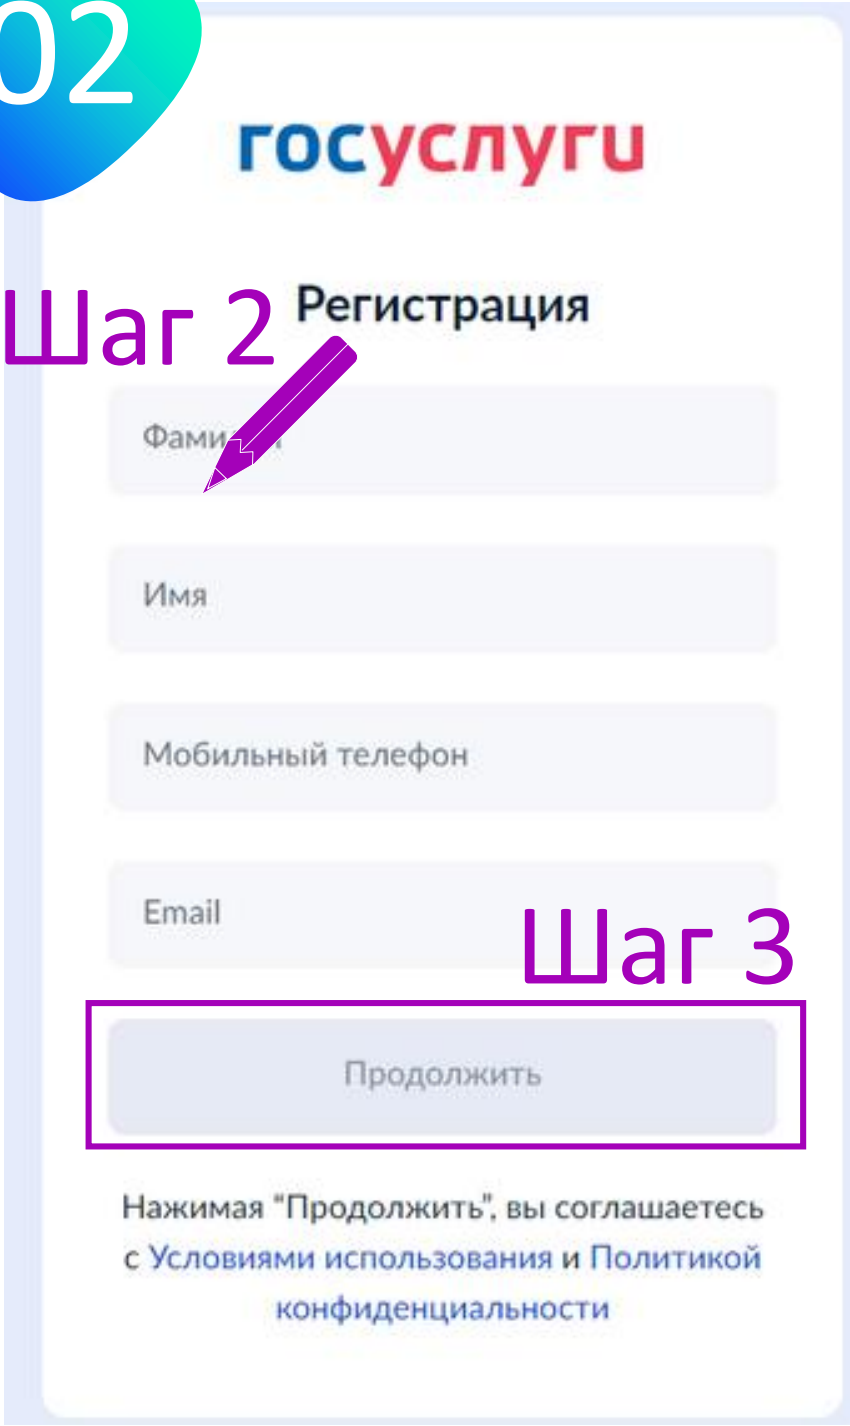 02
госуслуги
Шаг 2
Регистрация
Имя
Мобильный телефон
Email
Шаг 3
Продолжить
Нажимая “Продолжить”, вы соглашаетесь
с Условиями использования и Политикой
конфиденциальности